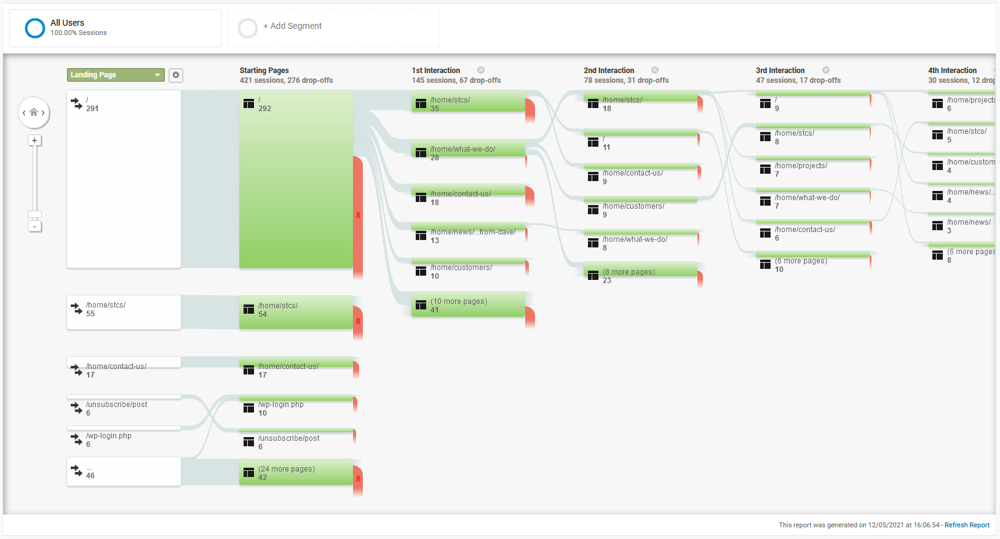 All Users
100.00% Sessions
+ Add Segment
Landing Page
Starting Pages
421 sessions, 276 drop-offs
1st Interaction
145 sessions, 67 drop-offs
2nd Interaction
78 sessions, 31 drop-offs
3rd Interaction
47 sessions, 17 drop-offs
4th Interaction
30 sessions, 12 drop
+
-
/
291
/home/stcs/
55
/home/contact-us/
17
/unsubscribe/post
6
/wp-login.php
6
...
46
/
292
/home/stcs/
54
/home/contact-us/
17
/wp-login.php
10
/unsubscribe/post
6
(24 more pages)
42
/home/stcs/
35
/home/what-we-do/
28
/home/contact-us/
18
/home/news/...from-dave/
13
/home/customers/
10
(10 more pages)
41
/home/stcs/
18
/
11
/home/contact-us/
9
/home/customers/
9
/home/what-we-do/
8
(8 more pages)
23
/
9
/home/stcs/
8
/home/projects/
7
/home/what-we-do/
7
/home/contact-us/
6
(6 more pages)
10
/home/projects
6
/home/stcs/
5
/home/custom
4
/home/news/..
4
/home/news/
3
(6 more pages
8
This report was generated on 12/05/2021 at 16:06:54 - Refresh Report